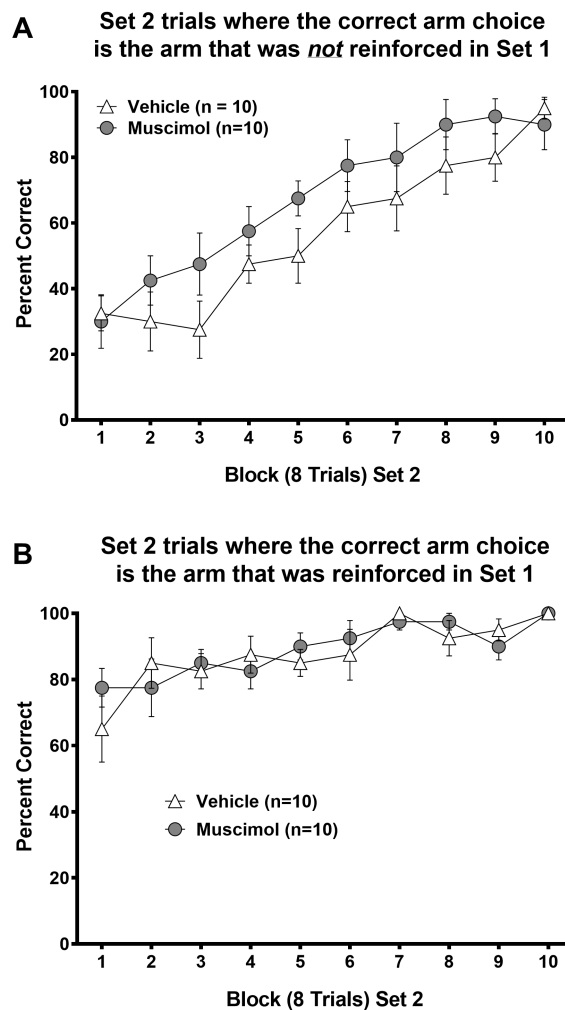 A
Set 2 trials where the correct arm choice
is the arm that was not reinforced in Set 1
100
80
60
40
20
0
Percent Correct
Vehicle (n = 10)
Muscimol (n=10)
1 2 3 4 5 6 7 8 9 10
Block (8 Trials) Set 2
B
Set 2 trials where the correct arm choice
is the arm that was reinforced in Set 1
100
80
60
40
20
0
Percent Correct
Vehicle (n=10)
Muscimol (n=10)
1 2 3 4 5 6 7 8 9 10
Block (8 Trials) Set 2